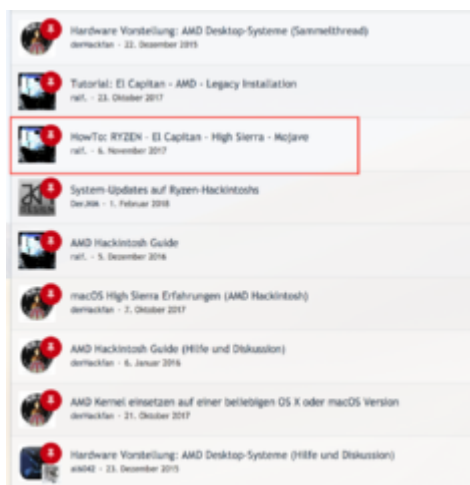 Hardware Vorstellung: AMD Desktop-Systeme (Sammelthread)
derHackfan - 22. Dezember 2015
Tutorial: El Capitan - AMD - Legacy Installation
ralf. - 23. Oktober 2017
HowTo: RYZEN - El Capitan - High Sierra - Mojave
ralf. - 6. November 2017
System-Updates auf Ryzen-Hackintoshs
DerJKM - 1. Februar 2018
AMD Hackintosh Guide
ralf. - 5. Dezember 2016
macOS High Sierra Erfahrungen (AMD Hackintosh)
derHackfan - 7. Oktober 2017
AMD Hackintosh Guide (Hilfe und Diskussion)
derHackfan - 6. Januar 2016
AMD Kernel einsetzen auf einer beliebigen OS X oder macOS Version
derHackfan - 21. Oktober 2017
Hardware Vorstellung: AMD Desktop-Systeme (Hilfe und Diskussion)
al6042 - 23. Dezember 2015